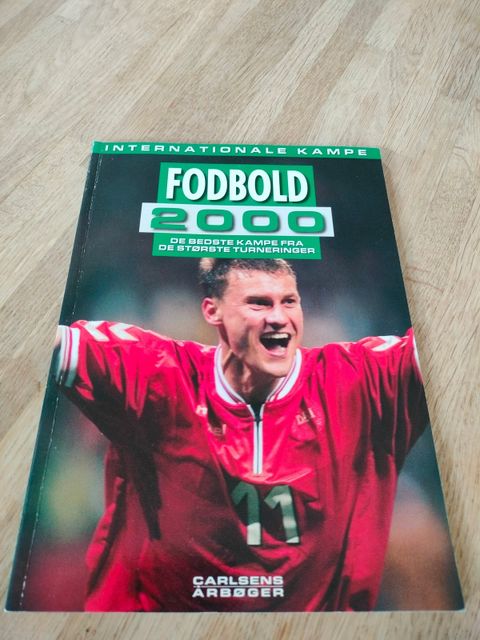 INTERNATIONALE KAMPE
FODBOLD
2000
DE BEDSTE KAMPE FRA
DE STØRSTE TURNERINGER
11
CARLSENS
ÅRBØGER